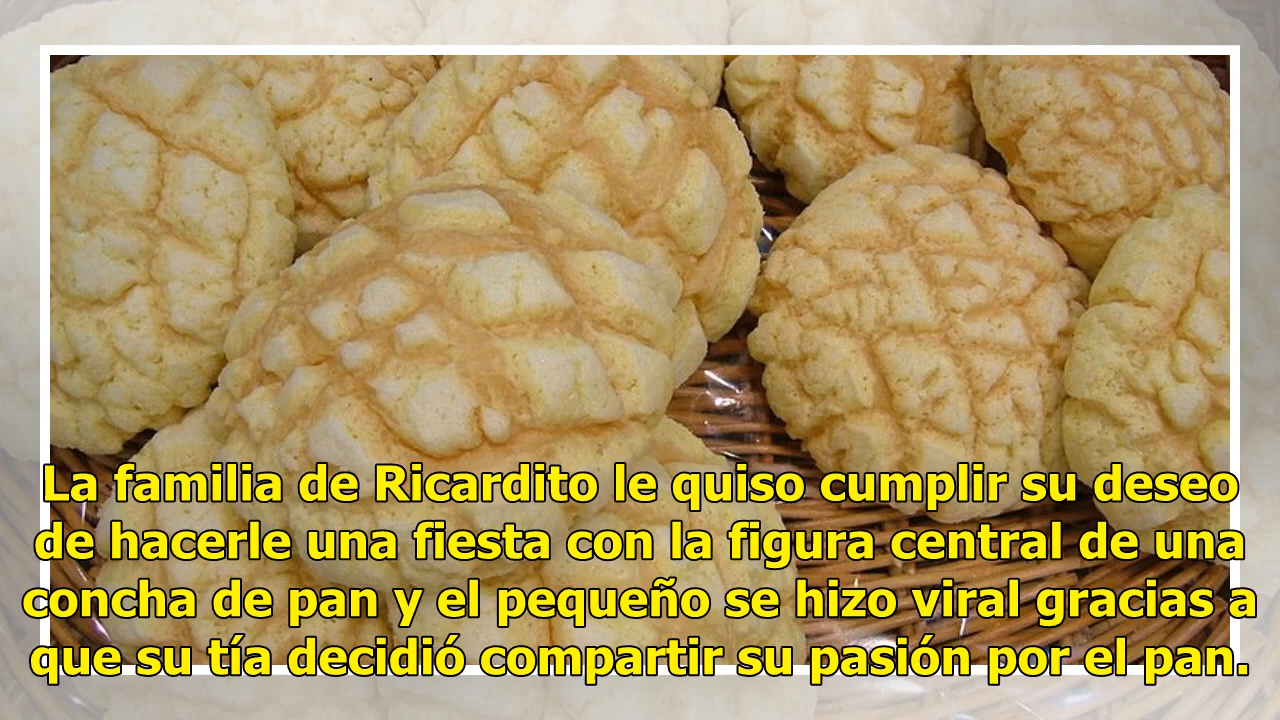 La familia de Ricardito le quiso cumplir su deseo
de hacerle una fiesta con la figura central de una
concha de pan y el pequeño se hizo viral gracias a
que su tía decidió compartir su pasión por el pan.